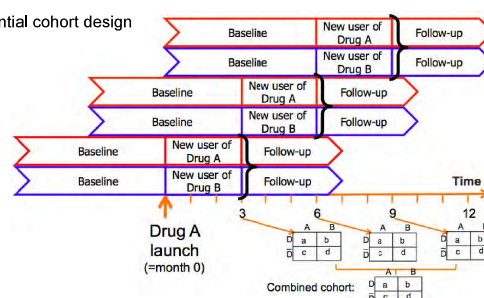 ntial cohort design
Baseline
New user of
Drug A
Follow-up
Baseline
New user of
Drug B
Follow-up
Baseline
New user of
Drug A
Follow-up
Baseline
New user of
Drug B
Follow-up
Baseline
New user of
Drug A
Follow-up
Baseline
New user of
Drug B
Follow-up
Time
3 6 9 12
Drug A
launch
(=month 0)
A B
D a b
D̅ c d
A B
D a b
D̅ c d
A B
D a b
D̅ c d
Combined cohort:
A B
D a b
D̅ c d